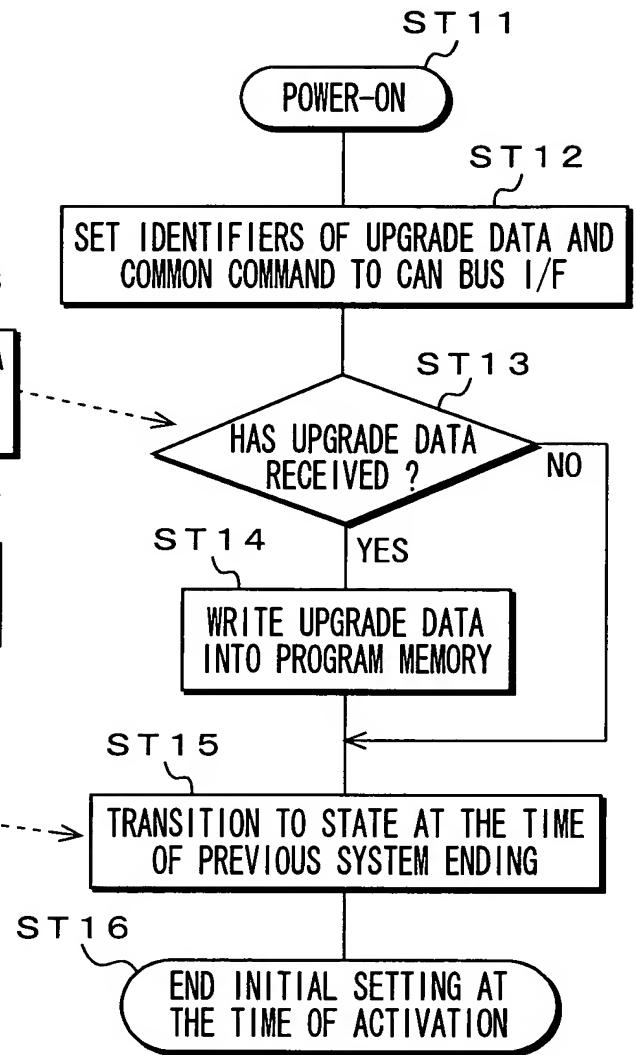 ST11
POWER-ON
ST12
SET IDENTIFIERS OF UPGRADE DATA AND
COMMON COMMAND TO CAN BUS I/F
ST13
HAS UPGRADE DATA
RECEIVED ?
NO
YES
ST14
WRITE UPGRADE DATA
INTO PROGRAM MEMORY
ST15
TRANSITION TO STATE AT THE TIME
OF PREVIOUS SYSTEM ENDING
ST16
END INITIAL SETTING AT
THE TIME OF ACTIVATION